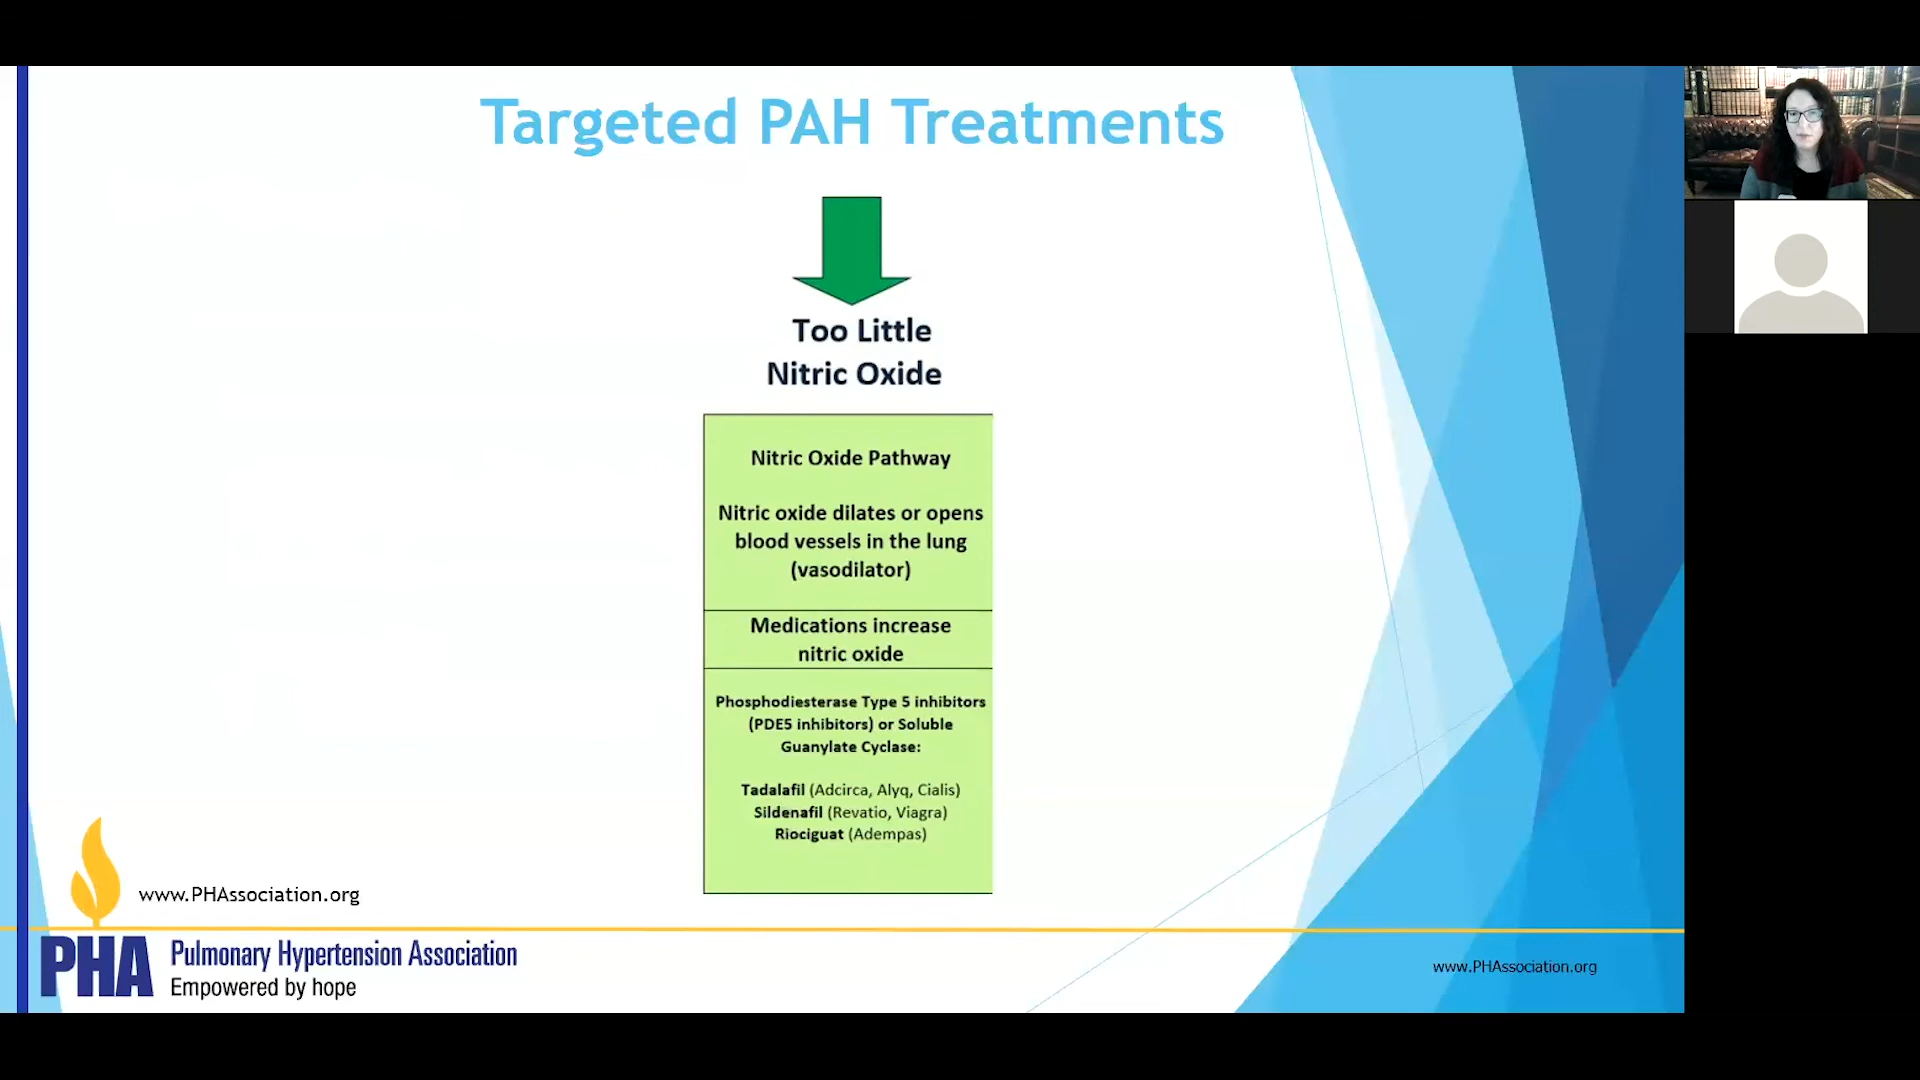 Targeted PAH Treatments
Too Little
Nitric Oxide
Nitric Oxide Pathway
Nitric oxide dilates or opens
blood vessels in the lung
(vasodilator)
Medications increase
nitric oxide
Phosphodiesterase Type 5 inhibitors
(PDE5 inhibitors) or Soluble
Guanylate Cyclase:
Tadalafil (Adcirca, Alyq, Cialis)
Sildenafil (Revatio, Viagra)
Riociguat (Adempas)
www.PHAssociation.org
PHA Pulmonary Hypertension Association
Empowered by hope
www.PHAssociation.org